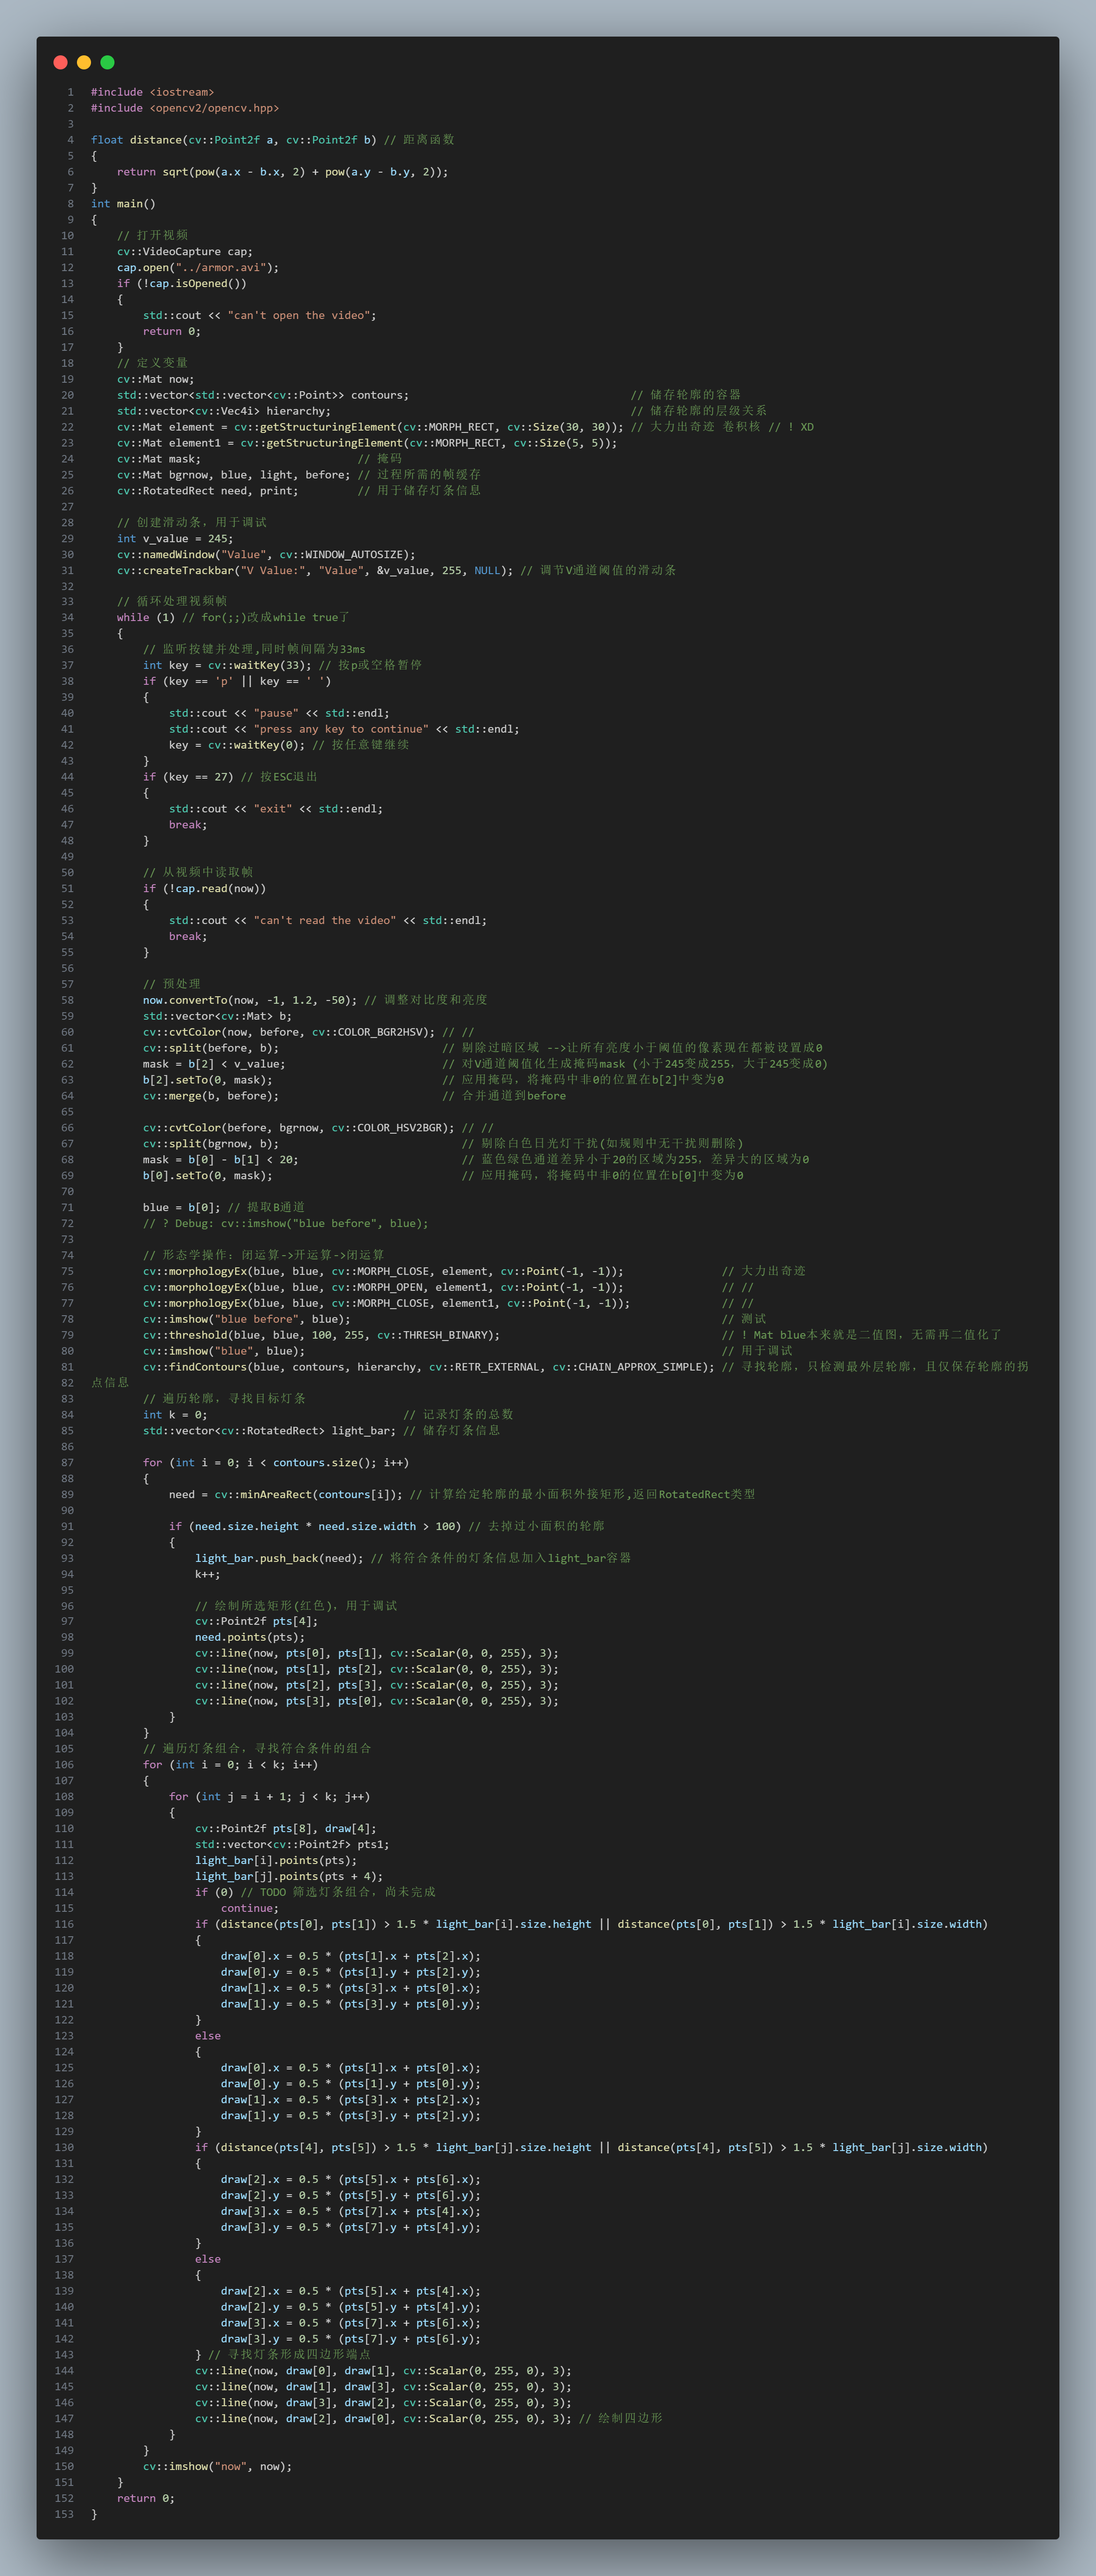 1 #include <iostream>
2 #include <opencv2/opencv.hpp>
3
4 float distance(cv::Point2f a, cv::Point2f b) // 距离函数
5 {
6     return sqrt(pow(a.x - b.x, 2) + pow(a.y - b.y, 2));
7 }
8 int main()
9 {
10     // 打开视频
11     cv::VideoCapture cap;
12     cap.open("../armor.avi");
13     if (!cap.isOpened())
14     {
15         std::cout << "can't open the video";
16         return 0;
17     }
18     // 定义变量
19     cv::Mat now;
20     std::vector<std::vector<cv::Point>> contours;                                  // 储存轮廓的容器
21     std::vector<cv::Vec4i> hierarchy;                                              // 储存轮廓的层级关系
22     cv::Mat element = cv::getStructuringElement(cv::MORPH_RECT, cv::Size(30, 30)); // 大力出奇迹 卷积核 // ! XD
23     cv::Mat element1 = cv::getStructuringElement(cv::MORPH_RECT, cv::Size(5, 5));
24     cv::Mat mask;                        // 掩码
25     cv::Mat bgrnow, blue, light, before; // 过程所需的帧缓存
26     cv::RotatedRect need, print;         // 用于储存灯条信息
27
28     // 创建滑动条，用于调试
29     int v_value = 245;
30     cv::namedWindow("Value", cv::WINDOW_AUTOSIZE);
31     cv::createTrackbar("V Value:", "Value", &v_value, 255, NULL); // 调节V通道阈值的滑动条
32
33     // 循环处理视频帧
34     while (1) // for(;;)改成while true了
35     {
36         // 监听按键并处理,同时帧间隔为33ms
37         int key = cv::waitKey(33); // 按p或空格暂停
38         if (key == 'p' || key == ' ')
39         {
40             std::cout << "pause" << std::endl;
41             std::cout << "press any key to continue" << std::endl;
42             key = cv::waitKey(0); // 按任意键继续
43         }
44         if (key == 27) // 按ESC退出
45         {
46             std::cout << "exit" << std::endl;
47             break;
48         }
49
50         // 从视频中读取帧
51         if (!cap.read(now))
52         {
53             std::cout << "can't read the video" << std::endl;
54             break;
55         }
56
57         // 预处理
58         now.convertTo(now, -1, 1.2, -50); // 调整对比度和亮度
59         std::vector<cv::Mat> b;
60         cv::cvtColor(now, before, cv::COLOR_BGR2HSV); // //
61         cv::split(before, b);                         // 剔除过暗区域 -->让所有亮度小于阈值的像素现在都被设置成0
62         mask = b[2] < v_value;                        // 对V通道阈值化生成掩码mask (小于245变成255，大于245变成0)
63         b[2].setTo(0, mask);                          // 应用掩码，将掩码中非0的位置在b[2]中变为0
64         cv::merge(b, before);                         // 合并通道到before
65
66         cv::cvtColor(before, bgrnow, cv::COLOR_HSV2BGR); // //
67         cv::split(bgrnow, b);                            // 剔除白色日光灯干扰(如规则中无干扰则删除)
68         mask = b[0] - b[1] < 20;                         // 蓝色绿色通道差异小于20的区域为255，差异大的区域为0
69         b[0].setTo(0, mask);                             // 应用掩码，将掩码中非0的位置在b[0]中变为0
70
71         blue = b[0]; // 提取B通道
72         // ? Debug: cv::imshow("blue before", blue);
73
74         // 形态学操作：闭运算->开运算->闭运算
75         cv::morphologyEx(blue, blue, cv::MORPH_CLOSE, element, cv::Point(-1, -1));               // 大力出奇迹
76         cv::morphologyEx(blue, blue, cv::MORPH_OPEN, element1, cv::Point(-1, -1));               // //
77         cv::morphologyEx(blue, blue, cv::MORPH_CLOSE, element1, cv::Point(-1, -1));              // //
78         cv::imshow("blue before", blue);                                                         // 测试
79         cv::threshold(blue, blue, 100, 255, cv::THRESH_BINARY);                                  // ! Mat blue本来就是二值图，无需再二值化了
80         cv::imshow("blue", blue);                                                                // 用于调试
81         cv::findContours(blue, contours, hierarchy, cv::RETR_EXTERNAL, cv::CHAIN_APPROX_SIMPLE); // 寻找轮廓，只检测最外层轮廓，且仅保存轮廓的拐
82 点信息
83         // 遍历轮廓，寻找目标灯条
84         int k = 0;                              // 记录灯条的总数
85         std::vector<cv::RotatedRect> light_bar; // 储存灯条信息
86
87         for (int i = 0; i < contours.size(); i++)
88         {
89             need = cv::minAreaRect(contours[i]); // 计算给定轮廓的最小面积外接矩形,返回RotatedRect类型
90
91             if (need.size.height * need.size.width > 100) // 去掉过小面积的轮廓
92             {
93                 light_bar.push_back(need); // 将符合条件的灯条信息加入light_bar容器
94                 k++;
95
96                 // 绘制所选矩形(红色)，用于调试
97                 cv::Point2f pts[4];
98                 need.points(pts);
99                 cv::line(now, pts[0], pts[1], cv::Scalar(0, 0, 255), 3);
100                 cv::line(now, pts[1], pts[2], cv::Scalar(0, 0, 255), 3);
101                 cv::line(now, pts[2], pts[3], cv::Scalar(0, 0, 255), 3);
102                 cv::line(now, pts[3], pts[0], cv::Scalar(0, 0, 255), 3);
103             }
104         }
105         // 遍历灯条组合，寻找符合条件的组合
106         for (int i = 0; i < k; i++)
107         {
108             for (int j = i + 1; j < k; j++)
109             {
110                 cv::Point2f pts[8], draw[4];
111                 std::vector<cv::Point2f> pts1;
112                 light_bar[i].points(pts);
113                 light_bar[j].points(pts + 4);
114                 if (0) // TODO 筛选灯条组合，尚未完成
115                     continue;
116                 if (distance(pts[0], pts[1]) > 1.5 * light_bar[i].size.height || distance(pts[0], pts[1]) > 1.5 * light_bar[i].size.width)
117                 {
118                     draw[0].x = 0.5 * (pts[1].x + pts[2].x);
119                     draw[0].y = 0.5 * (pts[1].y + pts[2].y);
120                     draw[1].x = 0.5 * (pts[3].x + pts[0].x);
121                     draw[1].y = 0.5 * (pts[3].y + pts[0].y);
122                 }
123                 else
124                 {
125                     draw[0].x = 0.5 * (pts[1].x + pts[0].x);
126                     draw[0].y = 0.5 * (pts[1].y + pts[0].y);
127                     draw[1].x = 0.5 * (pts[3].x + pts[2].x);
128                     draw[1].y = 0.5 * (pts[3].y + pts[2].y);
129                 }
130                 if (distance(pts[4], pts[5]) > 1.5 * light_bar[j].size.height || distance(pts[4], pts[5]) > 1.5 * light_bar[j].size.width)
131                 {
132                     draw[2].x = 0.5 * (pts[5].x + pts[6].x);
133                     draw[2].y = 0.5 * (pts[5].y + pts[6].y);
134                     draw[3].x = 0.5 * (pts[7].x + pts[4].x);
135                     draw[3].y = 0.5 * (pts[7].y + pts[4].y);
136                 }
137                 else
138                 {
139                     draw[2].x = 0.5 * (pts[5].x + pts[4].x);
140                     draw[2].y = 0.5 * (pts[5].y + pts[4].y);
141                     draw[3].x = 0.5 * (pts[7].x + pts[6].x);
142                     draw[3].y = 0.5 * (pts[7].y + pts[6].y);
143                 } // 寻找灯条形成四边形端点
144                 cv::line(now, draw[0], draw[1], cv::Scalar(0, 255, 0), 3);
145                 cv::line(now, draw[1], draw[3], cv::Scalar(0, 255, 0), 3);
146                 cv::line(now, draw[3], draw[2], cv::Scalar(0, 255, 0), 3);
147                 cv::line(now, draw[2], draw[0], cv::Scalar(0, 255, 0), 3); // 绘制四边形
148             }
149         }
150         cv::imshow("now", now);
151     }
152     return 0;
153 }